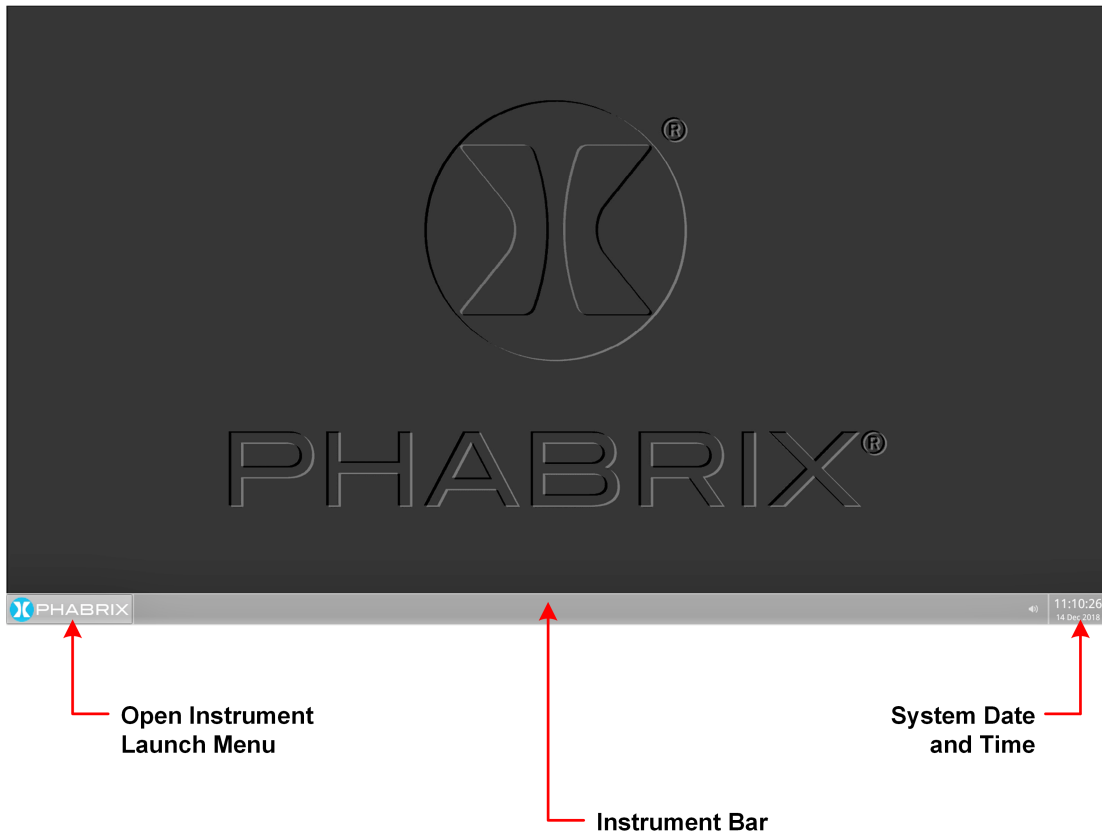 ®
PHABRIX®
PHABRIX
11:10:26
14 Dec 2018
Open Instrument
Launch Menu
System Date
and Time
Instrument Bar